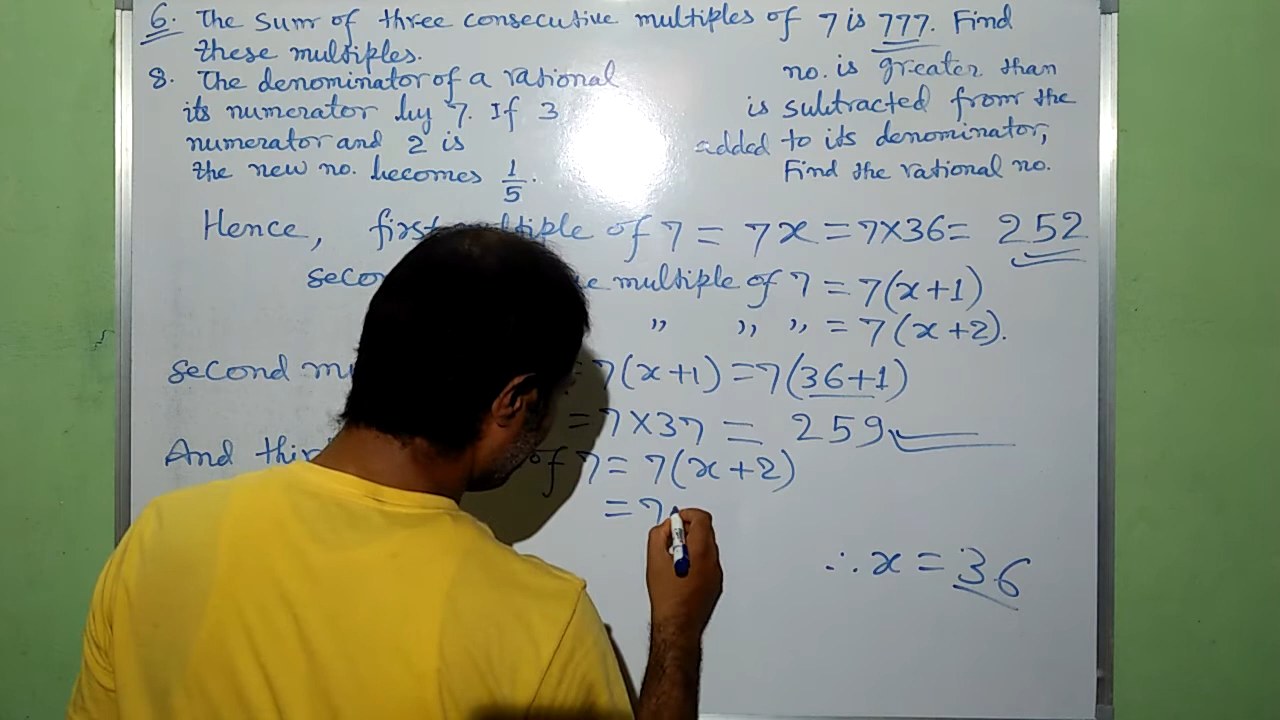 6. The sum of three consecutive multiples of 7 is 777. Find
these multiples.
8. The denominator of a rational no. is greater than
its numerator by 7. If 3 is subtracted from the
numerator and 2 is added to its denominator,
the new no. becomes 1/5. Find the rational no.
Hence, first multiple of 7 = 7x = 7×36 = 252
multiple of 7 = 7(x+1)
,, ,, ,, = 7(x+2).
second = 7(x+1) = 7(36+1)
= 7×37 = 259
And of 7 = 7(x+2)
= 7
∴ x = 36